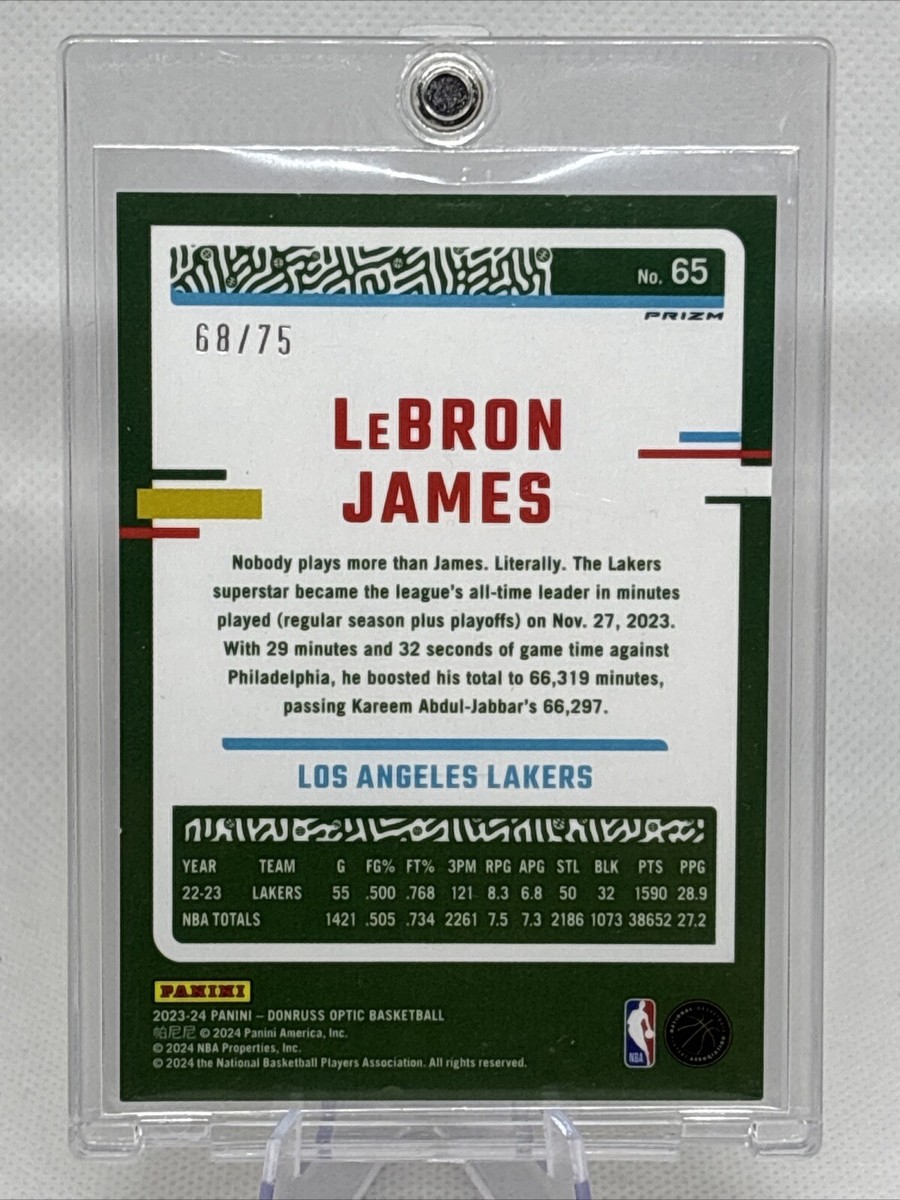 No. 65
PRIZM
68/75
LEBRON
JAMES
Nobody plays more than James. Literally. The Lakers
superstar became the league's all-time leader in minutes
played (regular season plus playoffs) on Nov. 27, 2023.
With 29 minutes and 32 seconds of game time against
Philadelphia, he boosted his total to 66,319 minutes,
passing Kareem Abdul-Jabbar's 66,297.
LOS ANGELES LAKERS
YEAR TEAM G FG% FT% 3PM RPG APG STL BLK PTS PPG
22-23 LAKERS 55 .500 .768 121 8.3 6.8 50 32 1590 28.9
NBA TOTALS 1421 .505 .734 2261 7.5 7.3 2186 1073 38652 27.2
PANINI
2023-24 PANINI – DONRUSS OPTIC BASKETBALL
帕尼尼 © 2024 Panini America, Inc.
© 2024 NBA Properties, Inc.
© 2024 the National Basketball Players Association. All rights reserved.
NBA
NATIONAL BASKETBALL ASSOCIATION